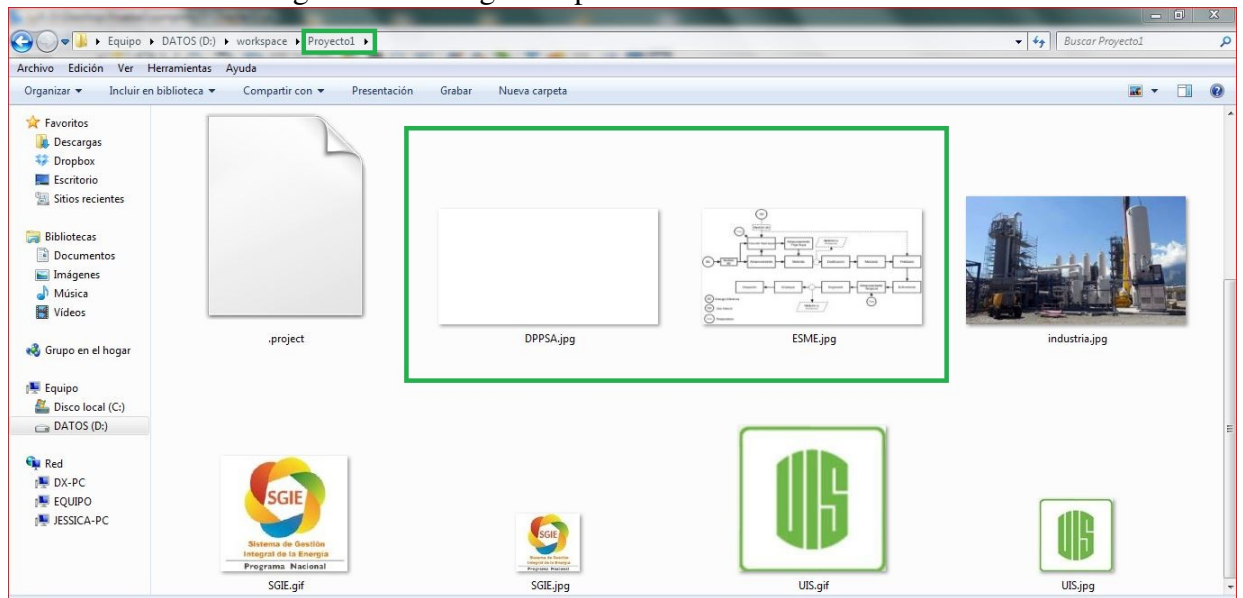 Equipo ▸ DATOS (D:) ▸ workspace ▸ Proyecto1 ▸
Buscar Proyecto1
Archivo Edición Ver Herramientas Ayuda
Organizar Incluir en biblioteca Compartir con Presentación Grabar Nueva carpeta
Favoritos
Descargas
Dropbox
Escritorio
Sitios recientes
Bibliotecas
Documentos
Imágenes
Música
Vídeos
Grupo en el hogar
Equipo
Disco local (C:)
DATOS (D:)
Red
DX-PC
EQUIPO
JESSICA-PC
.project
DPPSA.jpg
ESME.jpg
industria.jpg
SGIE
Sistema de Gestión
Integral de la Energía
Programa Nacional
SGIE.gif
SGIE
SGIE.jpg
UIS
UIS.gif
UIS
UIS.jpg